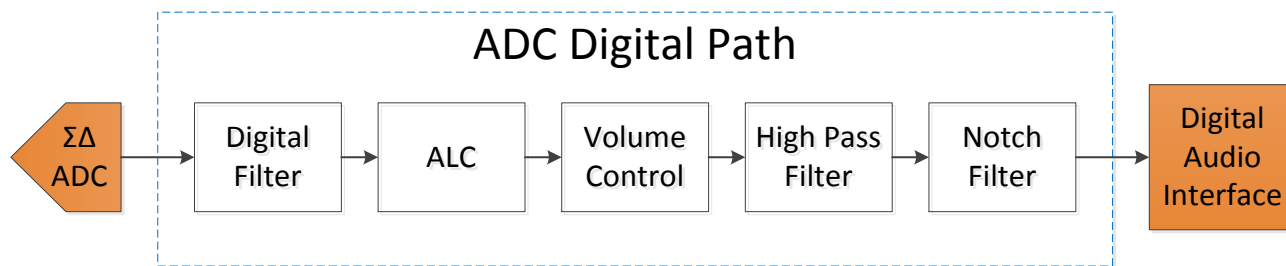 ADC Digital Path
ΣΔ
ADC
Digital
Filter
ALC
Volume
Control
High Pass
Filter
Notch
Filter
Digital
Audio
Interface